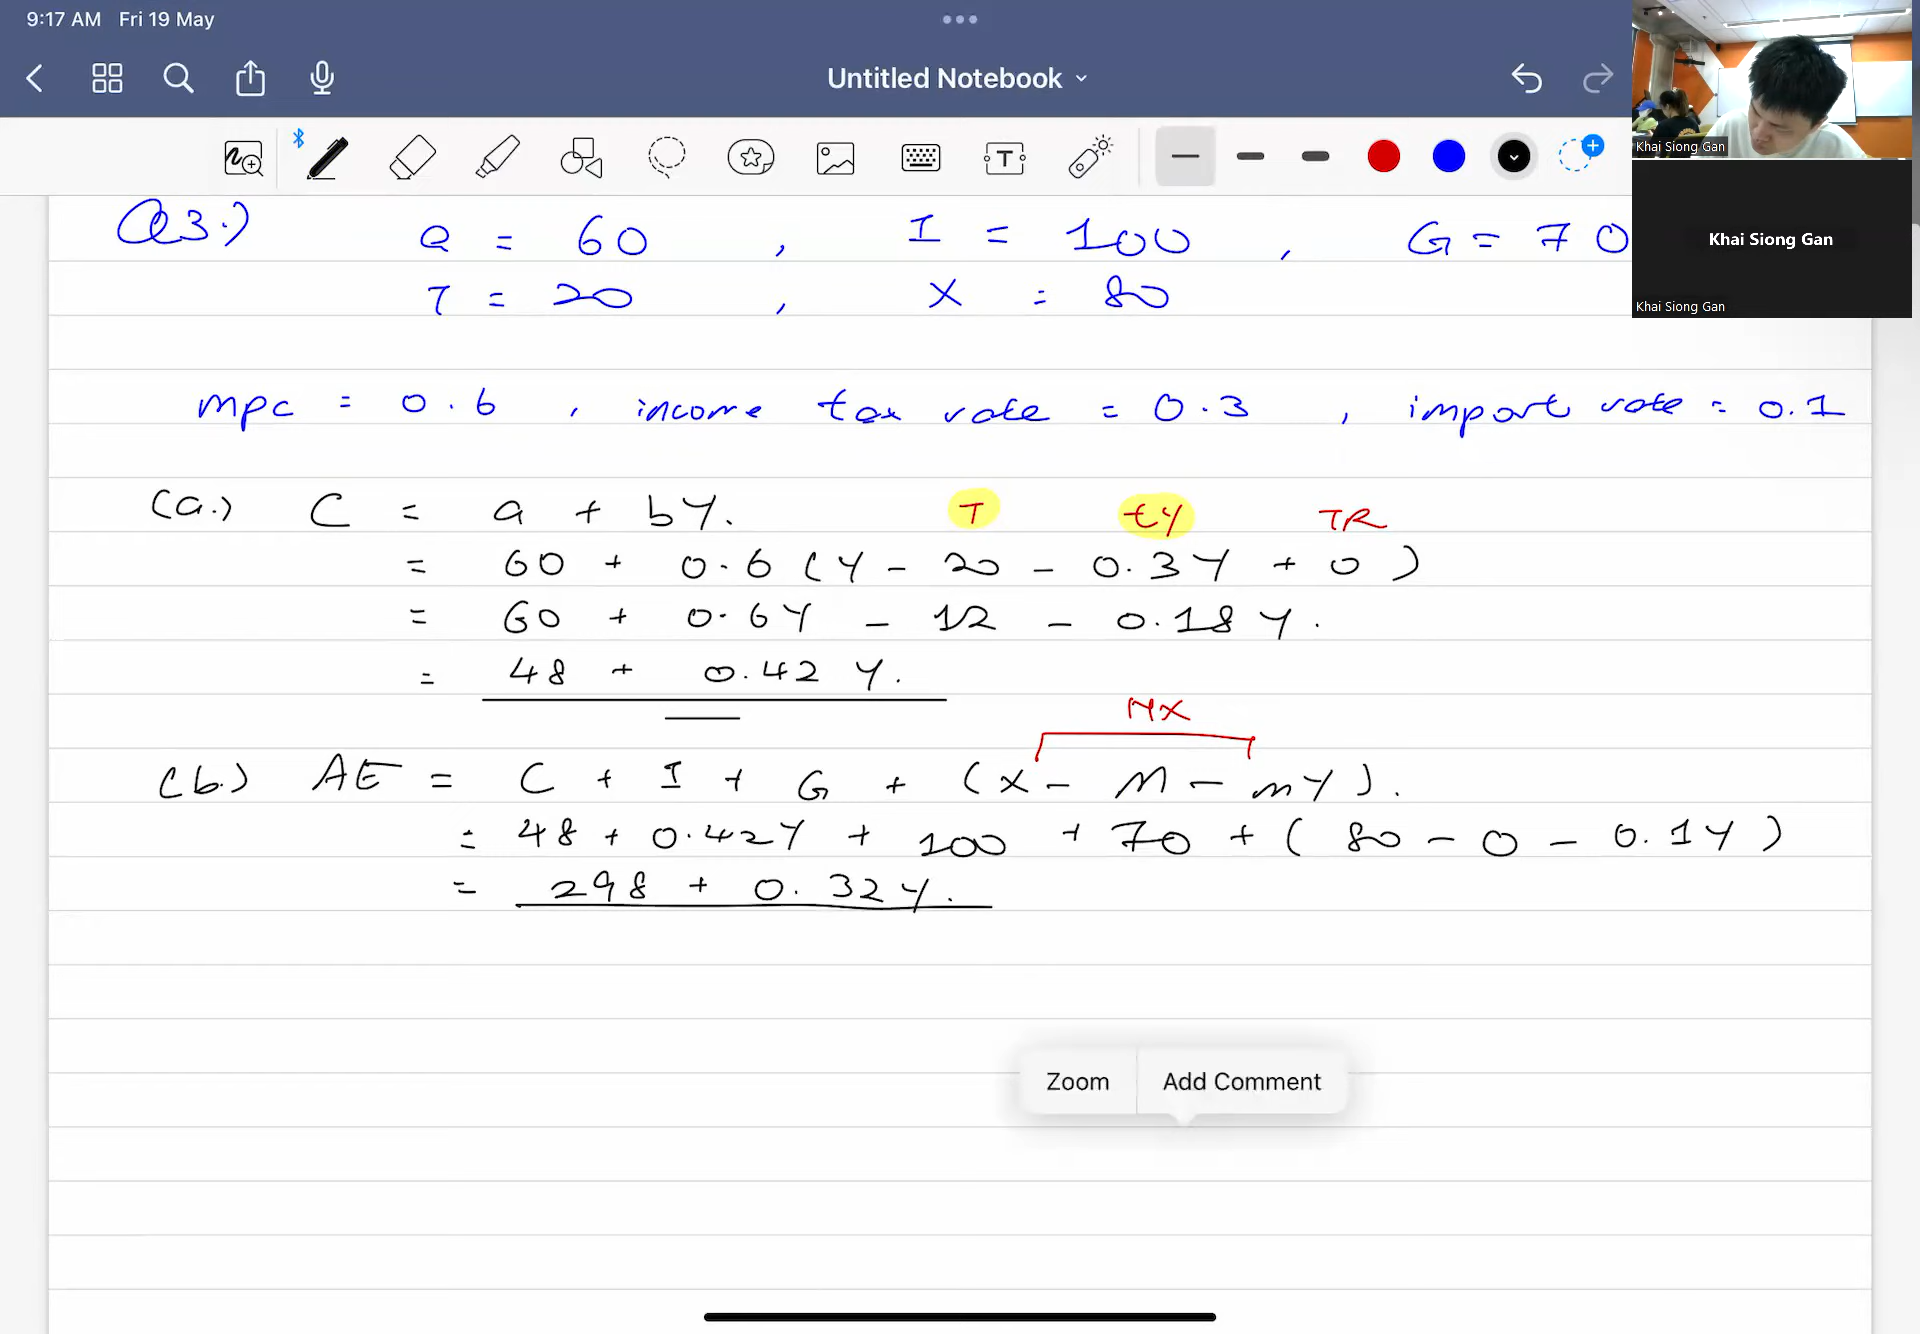 9:17 AM Fri 19 May
Untitled Notebook
Khai Siong Gan
Khai Siong Gan
Khai Siong Gan
Q3.) a = 60 , I = 100 , G = 70
T = 20 , X = 80
mpc = 0.6 , income tax rate = 0.3 , import rate = 0.1
(a.) C = a + bY. T tY TR
= 60 + 0.6 (Y - 20 - 0.3Y + 0 )
= 60 + 0.6Y - 12 - 0.18Y.
= 48 + 0.42 Y.
NX
(b.) AE = C + I + G + (X - M - mY).
= 48 + 0.42Y + 100 + 70 + ( 80 - 0 - 0.1Y )
= 298 + 0.32Y.
Zoom Add Comment